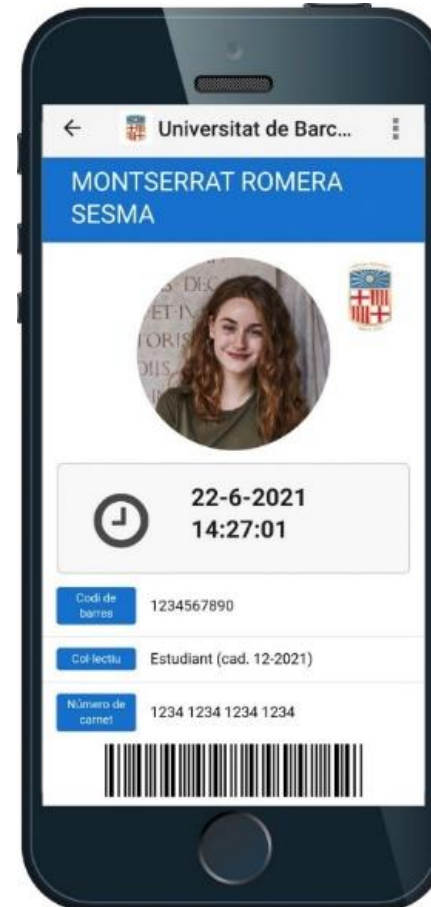 Universitat de Barc...
MONTSERRAT ROMERA
SESMA
22-6-2021
14:27:01
Codi de
barres
1234567890
Col·lectiu
Estudiant (cad. 12-2021)
Número de
carnet
1234 1234 1234 1234